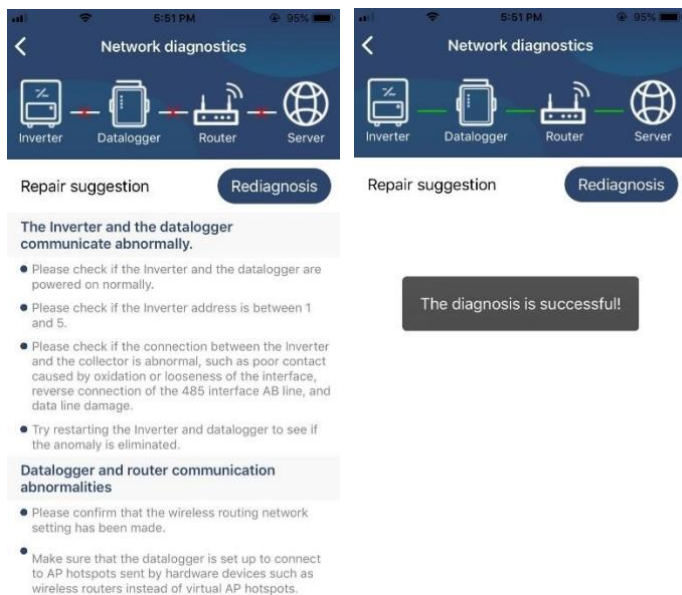 5:51 PM
95%
Network diagnostics
Inverter Datalogger Router Server
Repair suggestion
Rediagnosis
The Inverter and the datalogger
communicate abnormally.
Please check if the Inverter and the datalogger are
powered on normally.
Please check if the Inverter address is between 1
and 5.
Please check if the connection between the Inverter
and the collector is abnormal, such as poor contact
caused by oxidation or looseness of the interface,
reverse connection of the 485 interface AB line, and
data line damage.
Try restarting the Inverter and datalogger to see if
the anomaly is eliminated.
Datalogger and router communication
abnormalities
Please confirm that the wireless routing network
setting has been made.
Make sure that the datalogger is set up to connect
to AP hotspots sent by hardware devices such as
wireless routers instead of virtual AP hotspots.
5:51 PM
95%
Network diagnostics
Inverter Datalogger Router Server
Repair suggestion
Rediagnosis
The diagnosis is successful!